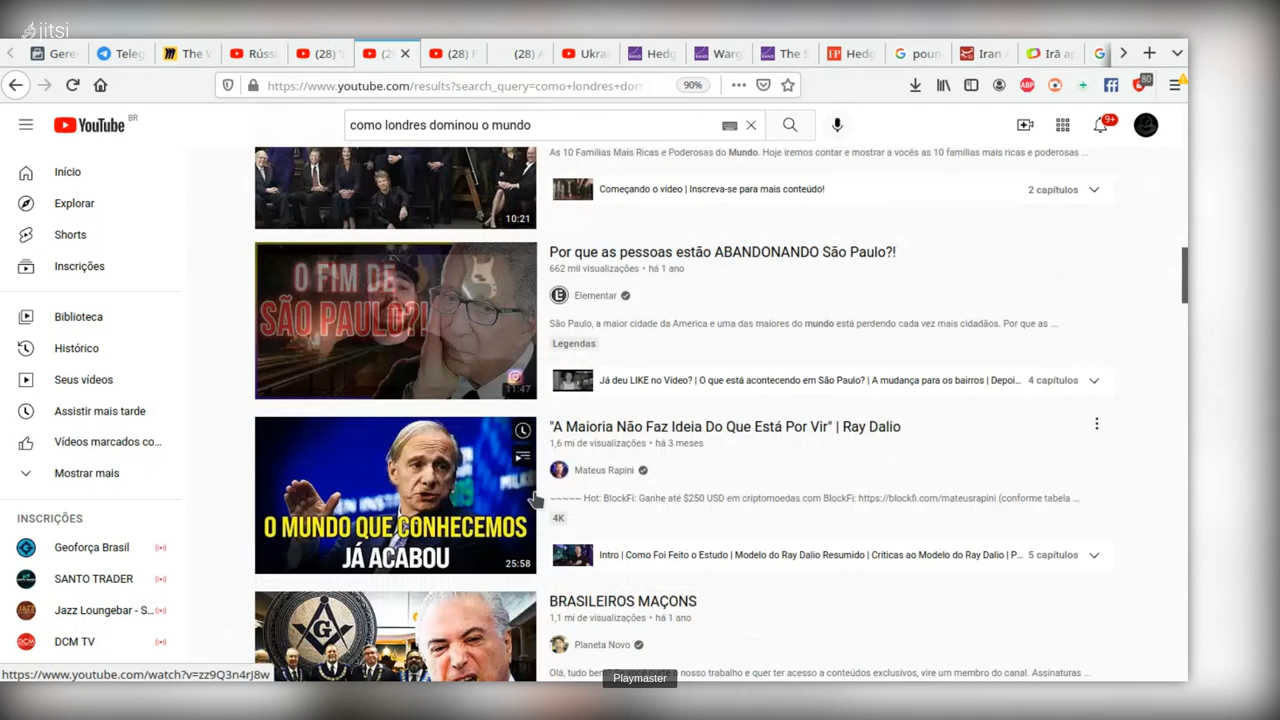 jitsi
Gere
Teleg
The W
Rúss
(28) "(
(28
(28) F
(28) A
Ukrai
Hedg
Warg
The S
Hedg
poun
Iran A
Irã ap
https://www.youtube.com/results?search_query=como+londres+dom
90%
80
YouTube BR
como londres dominou o mundo
9+
Início
Explorar
Shorts
Inscrições
Biblioteca
Histórico
Seus vídeos
Assistir mais tarde
Vídeos marcados co...
Mostrar mais
INSCRIÇÕES
Geoforça Brasil
SANTO TRADER
Jazz Loungebar - S...
DCM TV
As 10 Famílias Mais Ricas e Poderosas do Mundo. Hoje iremos contar e mostrar a vocês as 10 famílias mais ricas e poderosas ...
Começando o vídeo | Inscreva-se para mais conteúdo!
2 capítulos
10:21
O FIM DE
SÃO PAULO?!
11:47
Por que as pessoas estão ABANDONANDO São Paulo?!
662 mil visualizações • há 1 ano
Elementar
São Paulo, a maior cidade da America e uma das maiores do mundo está perdendo cada vez mais cidadãos. Por que as ...
Legendas
Já deu LIKE no Vídeo? | O que está acontecendo em São Paulo? | A mudança para os bairros | Depoi...
4 capítulos
O MUNDO QUE CONHECEMOS
JÁ ACABOU
25:58
"A Maioria Não Faz Ideia Do Que Está Por Vir" | Ray Dalio
1,6 mi de visualizações • há 3 meses
Mateus Rapini
~~~~~ Hot: BlockFi: Ganhe até $250 USD em criptomoedas com BlockFi: https://blockfi.com/mateusrapini (conforme tabela ...
4K
Intro | Como Foi Feito o Estudo | Modelo do Ray Dalio Resumido | Críticas ao Modelo do Ray Dalio | P...
5 capítulos
BRASILEIROS MAÇONS
1,1 mi de visualizações • há 1 ano
Planeta Novo
https://www.youtube.com/watch?v=zz9Q3n4rJ8w
nosso trabalho e quer ter acesso a conteúdos exclusivos, vire um membro do canal. Assinaturas ...
Playmaster